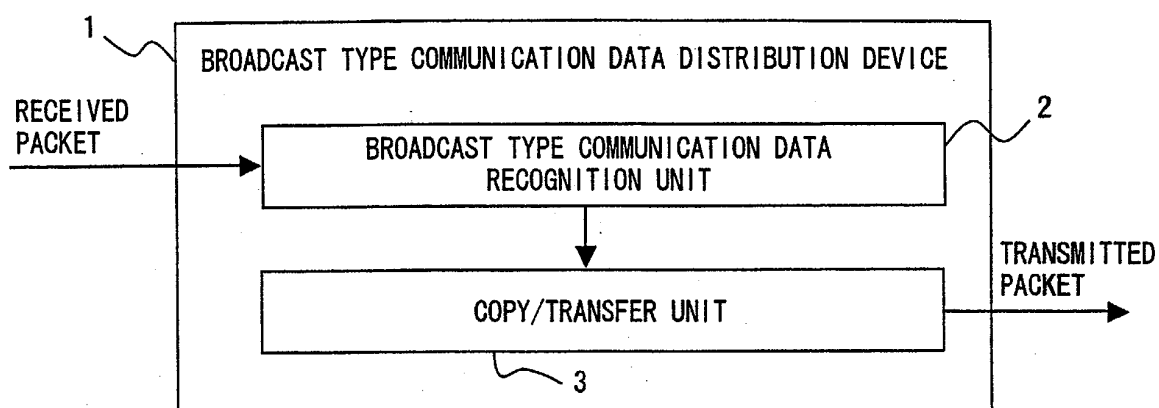 1
BROADCAST TYPE COMMUNICATION DATA DISTRIBUTION DEVICE
RECEIVED
PACKET
2
BROADCAST TYPE COMMUNICATION DATA
RECOGNITION UNIT
TRANSMITTED
PACKET
COPY/TRANSFER UNIT
3